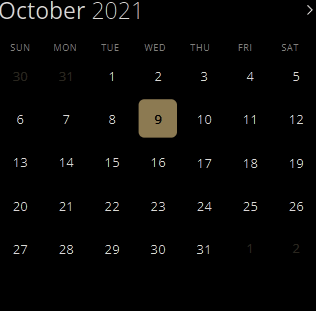 October 2021
SUN MON TUE WED THU FRI SAT
30 31 1 2 3 4 5
6 7 8 9 10 11 12
13 14 15 16 17 18 19
20 21 22 23 24 25 26
27 28 29 30 31 1 2